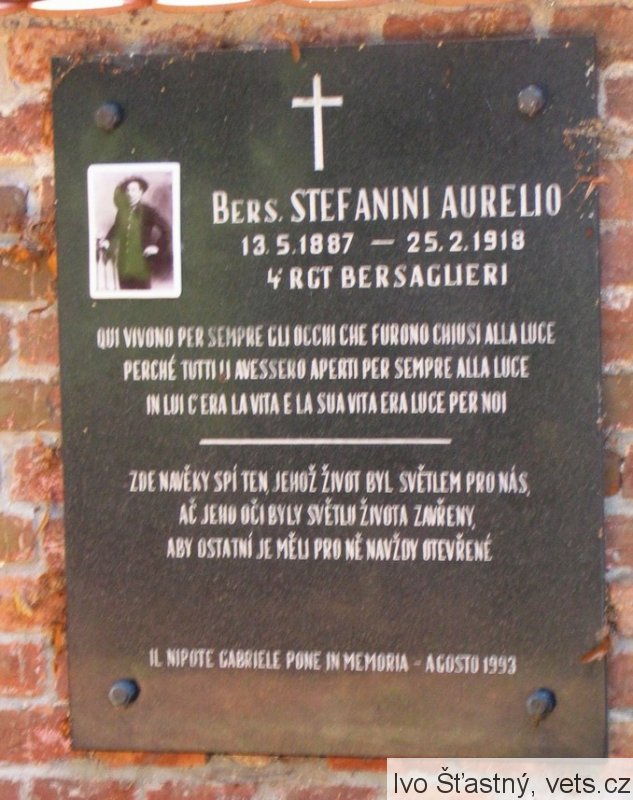 BERS. STEFANINI AURELIO
13.5.1887 — 25.2.1918
4° RGT BERSAGLIERI
QUI VIVONO PER SEMPRE GLI OCCHI CHE FURONO CHIUSI ALLA LUCE
PERCHÉ TUTTI LI AVESSERO APERTI PER SEMPRE ALLA LUCE
IN LUI C'ERA LA VITA E LA SUA VITA ERA LUCE PER NOI
ZDE NAVĚKY SPÍ TEN, JEHOŽ ŽIVOT BYL SVĚTLEM PRO NÁS,
AČ JEHO OČI BYLY SVĚTLU ŽIVOTA ZAVŘENY,
ABY OSTATNÍ JE MĚLI PRO NĚ NAVŽDY OTEVŘENÉ
IL NIPOTE GABRIELE PONE IN MEMORIA - AGOSTO 1993
Ivo Šťastný, vets.cz